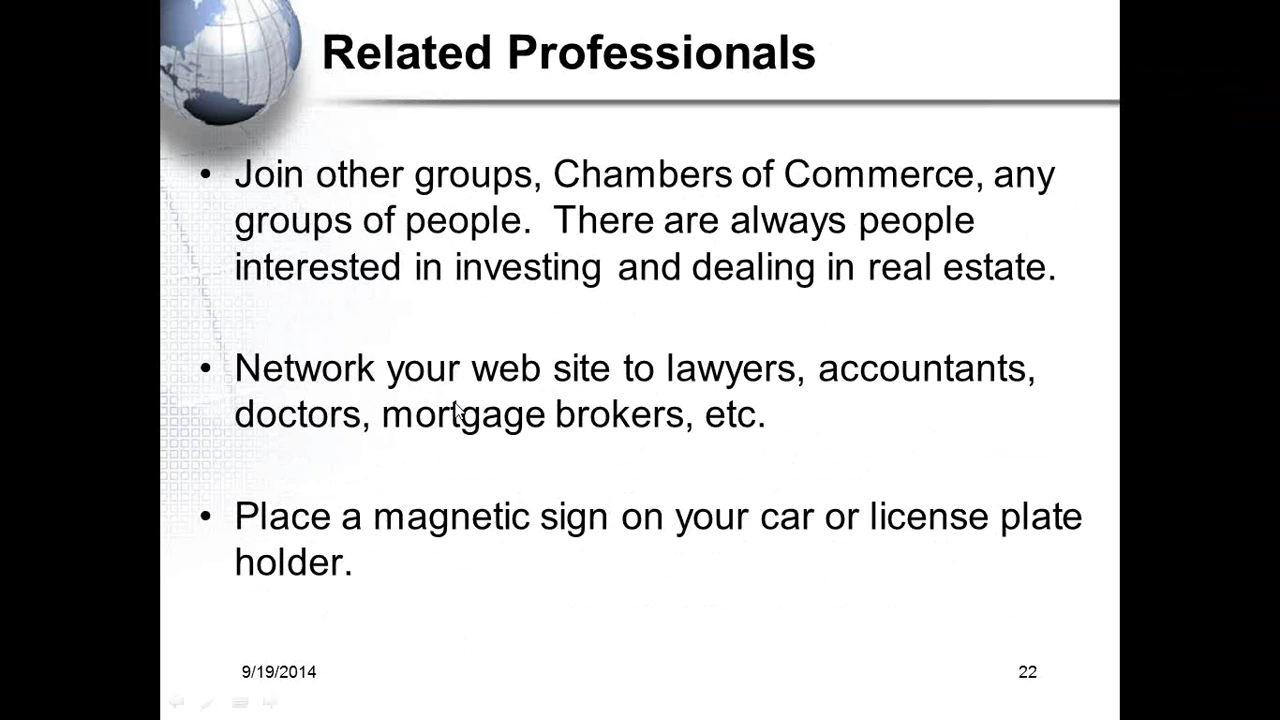 Related Professionals
• Join other groups, Chambers of Commerce, any
groups of people.  There are always people
interested in investing and dealing in real estate.
• Network your web site to lawyers, accountants,
doctors, mortgage brokers, etc.
• Place a magnetic sign on your car or license plate
holder.
9/19/2014
22